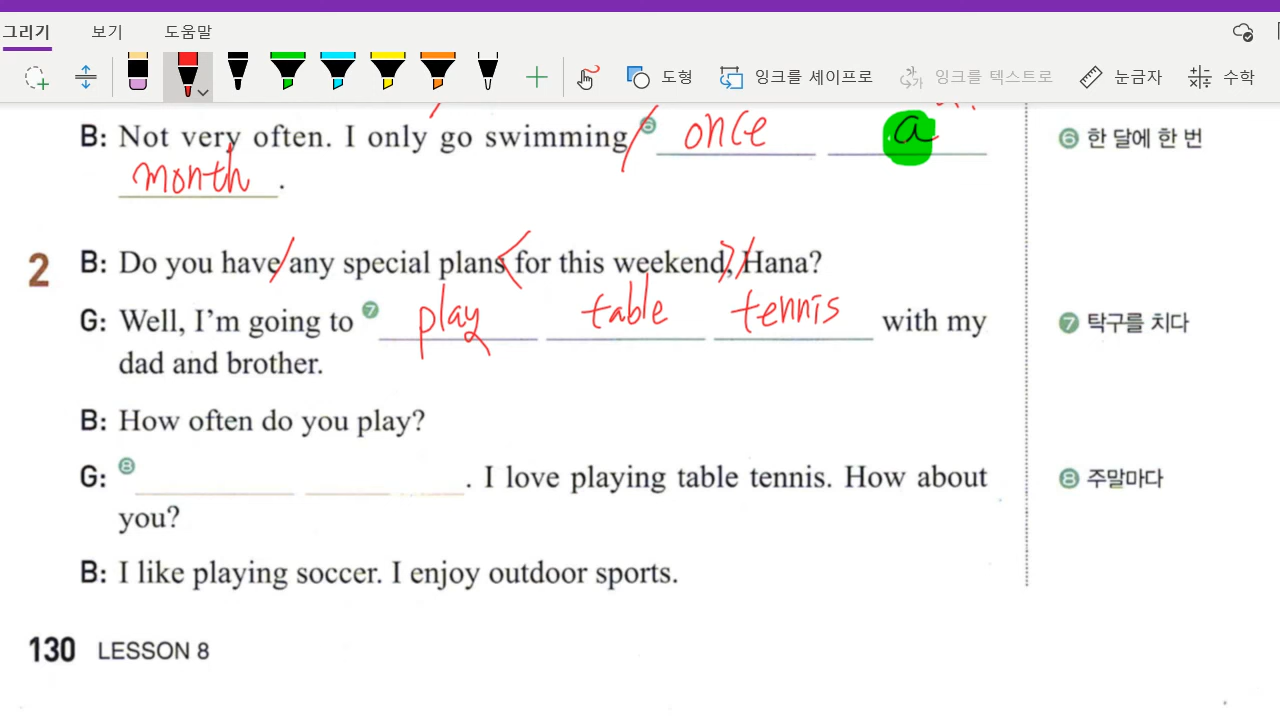 그리기 보기 도움말
도형 잉크를 셰이프로 잉크를 텍스트로 눈금자 수학
B: Not very often. I only go swimming ⑥ once a ⑥ 한 달에 한 번
month.
2 B: Do you have any special plans for this weekend, Hana?
G: Well, I'm going to ⑦ play table tennis with my ⑦ 탁구를 치다
dad and brother.
B: How often do you play?
G: ⑧ . I love playing table tennis. How about ⑧ 주말마다
you?
B: I like playing soccer. I enjoy outdoor sports.
130 LESSON 8